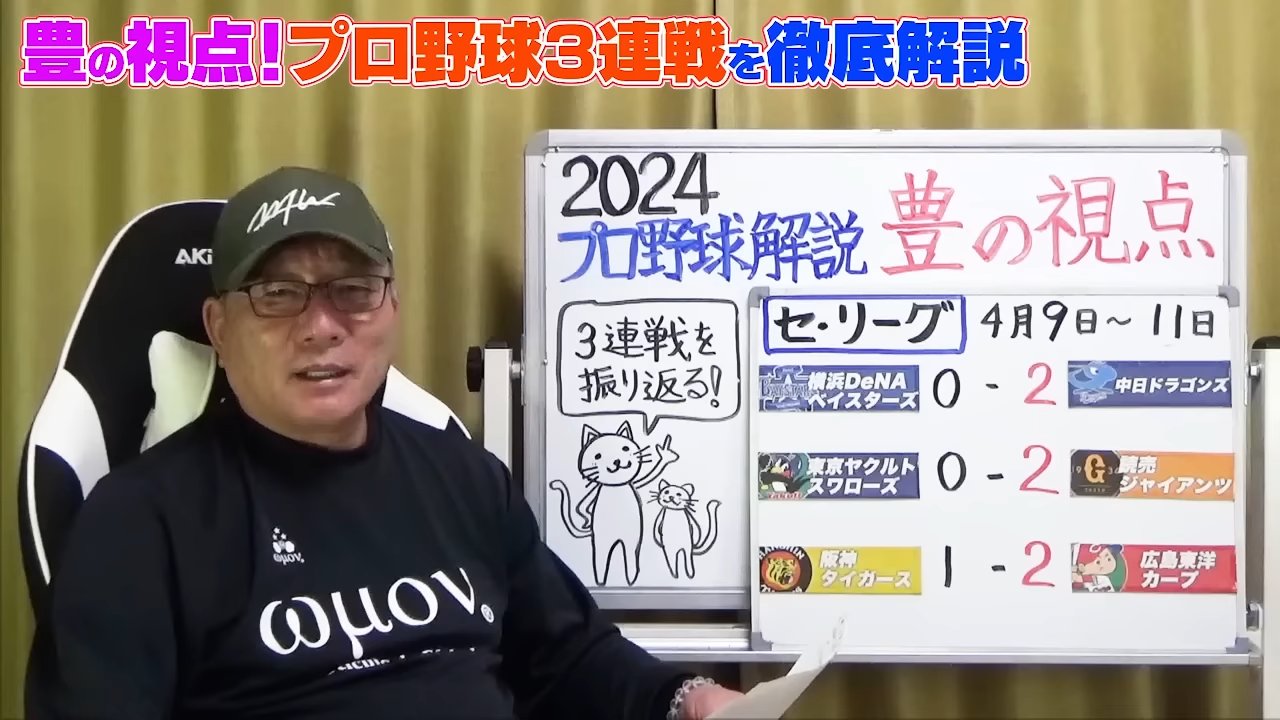 豊の視点!プロ野球3連戦を徹底解説
2024
プロ野球解説 豊の視点
3連戦を
振り返る!
セ・リーグ 4月9日~11日
横浜DeNA
ベイスターズ 0 - 2 中日ドラゴンズ
東京ヤクルト
スワローズ 0 - 2 読売
ジャイアンツ
阪神
タイガース 1 - 2 広島東洋
カープ
AKi
ωμον
ωμον®